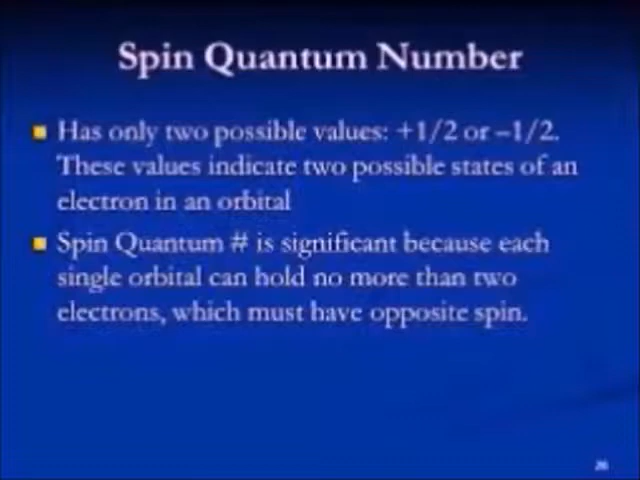 Spin Quantum Number
Has only two possible values: +1/2 or –1/2.
These values indicate two possible states of an
electron in an orbital
Spin Quantum # is significant because each
single orbital can hold no more than two
electrons, which must have opposite spin.